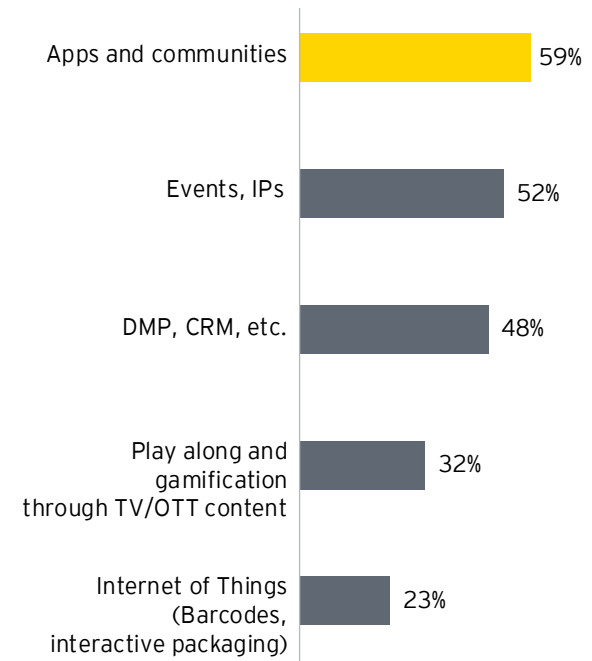 Apps and communities
59%
Events, IPs
52%
DMP, CRM, etc.
48%
Play along and
gamification
through TV/OTT content
32%
Internet of Things
(Barcodes,
interactive packaging)
23%